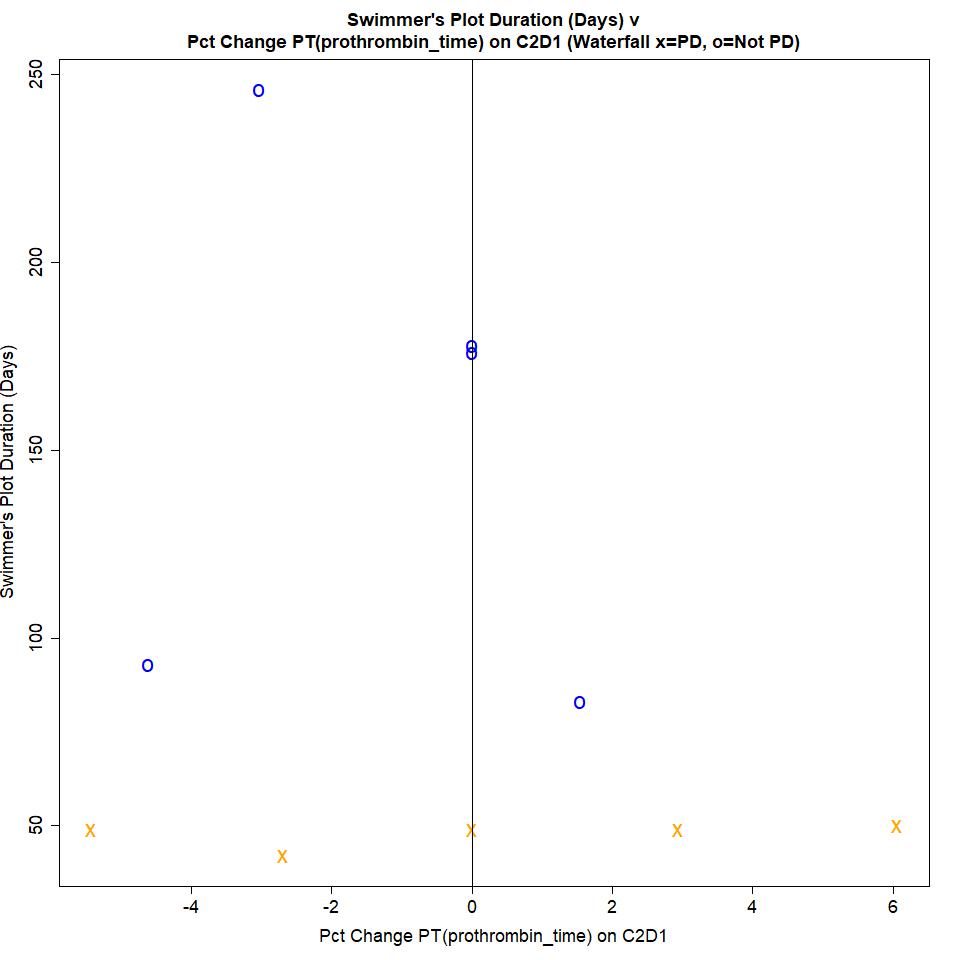 Swimmer's Plot Duration (Days) v
Pct Change PT(prothrombin_time) on C2D1 (Waterfall x=PD, o=Not PD)
Swimmer's Plot Duration (Days)
250
200
150
100
50
O
O
O
O
O
X
X
X
X
X
-4
-2
0
2
4
6
Pct Change PT(prothrombin_time) on C2D1